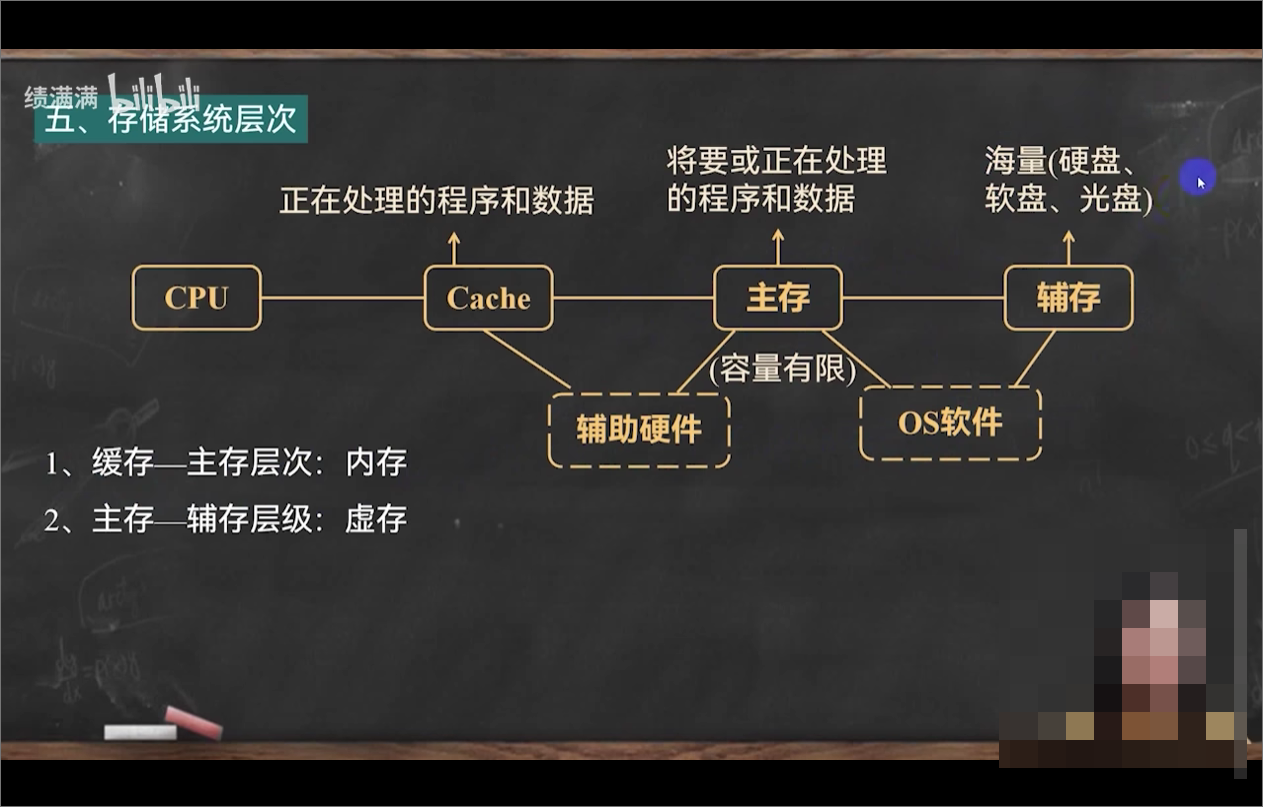 绩满满 bilibili
五、存储系统层次
正在处理的程序和数据
将要或正在处理
的程序和数据
海量(硬盘、
软盘、光盘)
CPU
Cache
主存
辅存
(容量有限)
辅助硬件
OS软件
1、缓存—主存层次：内存
2、主存—辅存层级：虚存